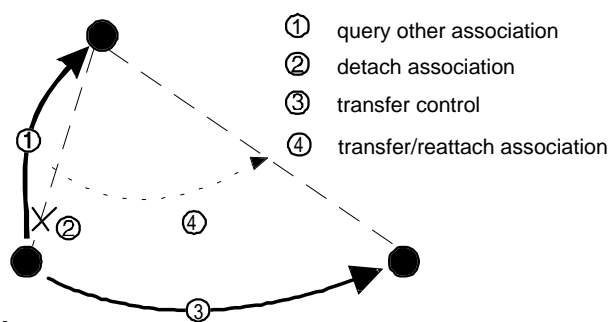 ① query other association
② detach association
③ transfer control
④ transfer/reattach association
①
②
④
③